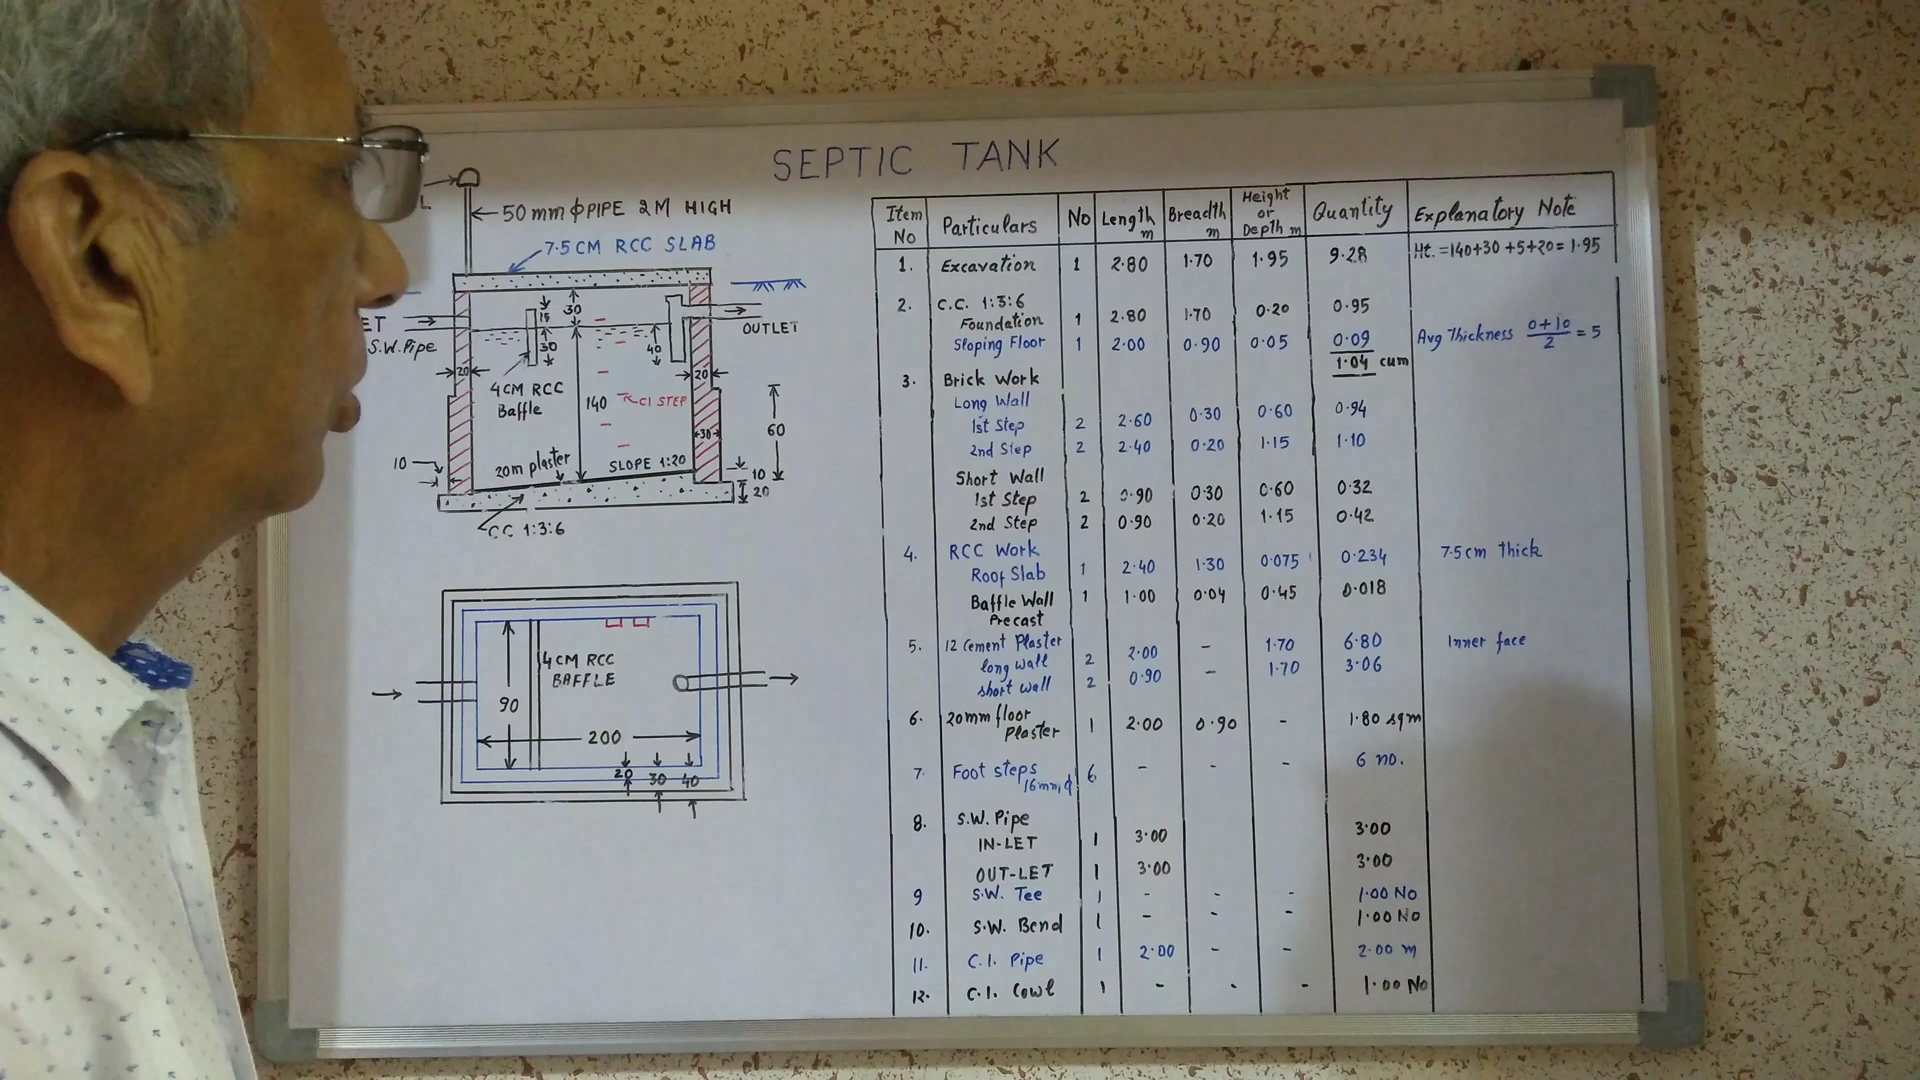 SEPTIC TANK
L
50mm ϕ PIPE 2M HIGH
7.5CM RCC SLAB
15
30
ET
OUTLET
S.W. Pipe
30
40
20
20
4CM RCC
Baffle
140
CI STEP
60
30
10
20m plaster
SLOPE 1:20
10
20
C.C 1:3:6
4CM RCC
BAFFLE
90
200
20 30 40
Item No Particulars No Length m Breadth m Height or Depth m Quantity Explanatory Note
1. Excavation 1 2.80 1.70 1.95 9.28 Ht. = 140+30+5+20 = 1.95
2. C.C. 1:3:6
Foundation 1 2.80 1.70 0.20 0.95
Sloping Floor 1 2.00 0.90 0.05 0.09 Avg Thickness 0+10/2 = 5
1.04 cum
3. Brick Work
Long Wall
1st Step 2 2.60 0.30 0.60 0.94
2nd Step 2 2.40 0.20 1.15 1.10
Short Wall
1st Step 2 0.90 0.30 0.60 0.32
2nd Step 2 0.90 0.20 1.15 0.42
4. RCC Work
Roof Slab 1 2.40 1.30 0.075 0.234 7.5cm thick
Baffle Wall 1 1.00 0.04 0.45 0.018
Precast
5. 12 Cement Plaster
long wall 2 2.00 - 1.70 6.80 Inner face
short wall 2 0.90 - 1.70 3.06
6. 20mm floor
Plaster 1 2.00 0.90 - 1.80 sqm
7. Foot steps 6 - - - 6 no.
16mm ϕ
8. S.W. Pipe
IN-LET 1 3.00 3.00
OUT-LET 1 3.00 3.00
9 S.W. Tee 1 - - - 1.00 No
10. S.W. Bend 1 - - - 1.00 No
11. C.I. Pipe 1 2.00 - - 2.00 m
12. C.I. Cowl 1 - - - 1.00 No